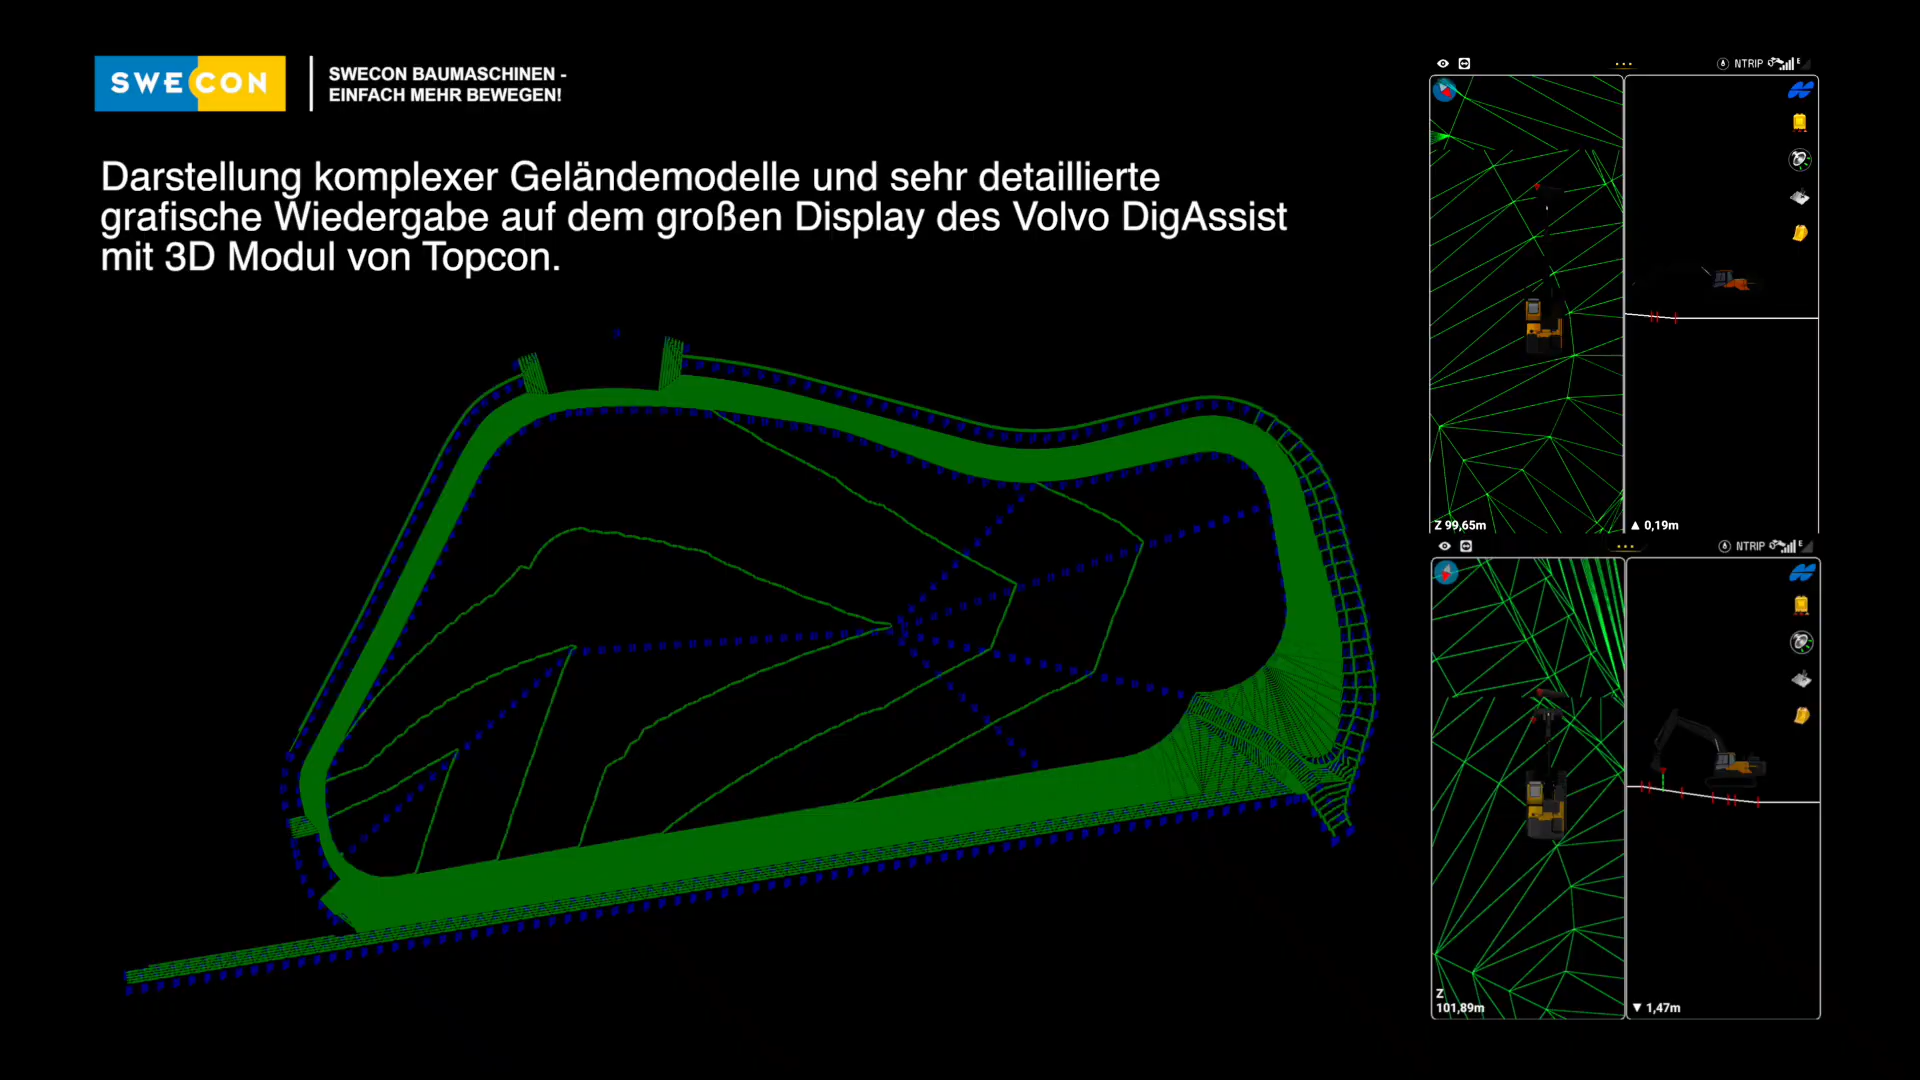 SWECON
SWECON BAUMASCHINEN -
EINFACH MEHR BEWEGEN!
Darstellung komplexer Geländemodelle und sehr detaillierte
grafische Wiedergabe auf dem großen Display des Volvo DigAssist
mit 3D Modul von Topcon.
NTRIP E
Z 99,65m
▲ 0,19m
NTRIP E
Z
101,89m
▼ 1,47m